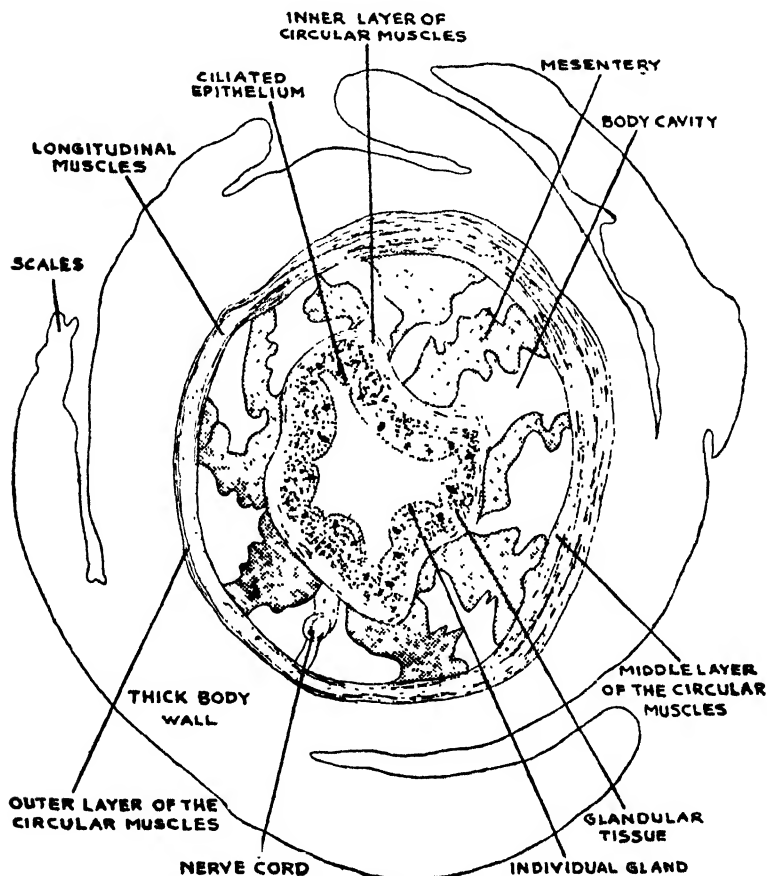 INNER LAYER OF
CIRCULAR MUSCLES
CILIATED
EPITHELIUM
MESENTERY
BODY CAVITY
LONGITUDINAL
MUSCLES
SCALES
THICK BODY
WALL
MIDDLE LAYER
OF THE CIRCULAR
MUSCLES
OUTER LAYER OF THE
CIRCULAR MUSCLES
GLANDULAR
TISSUE
NERVE CORD
INDIVIDUAL GLAND